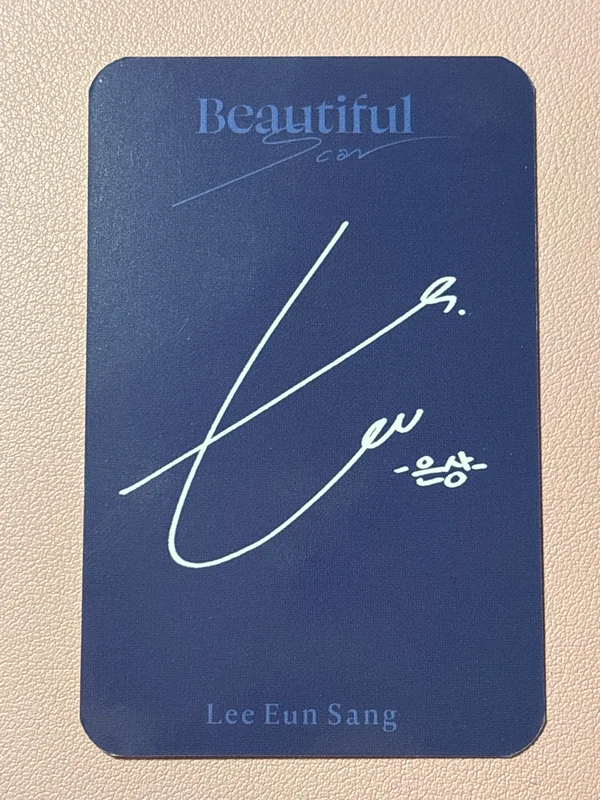 Beautiful
Scar
-은상-
Lee Eun Sang